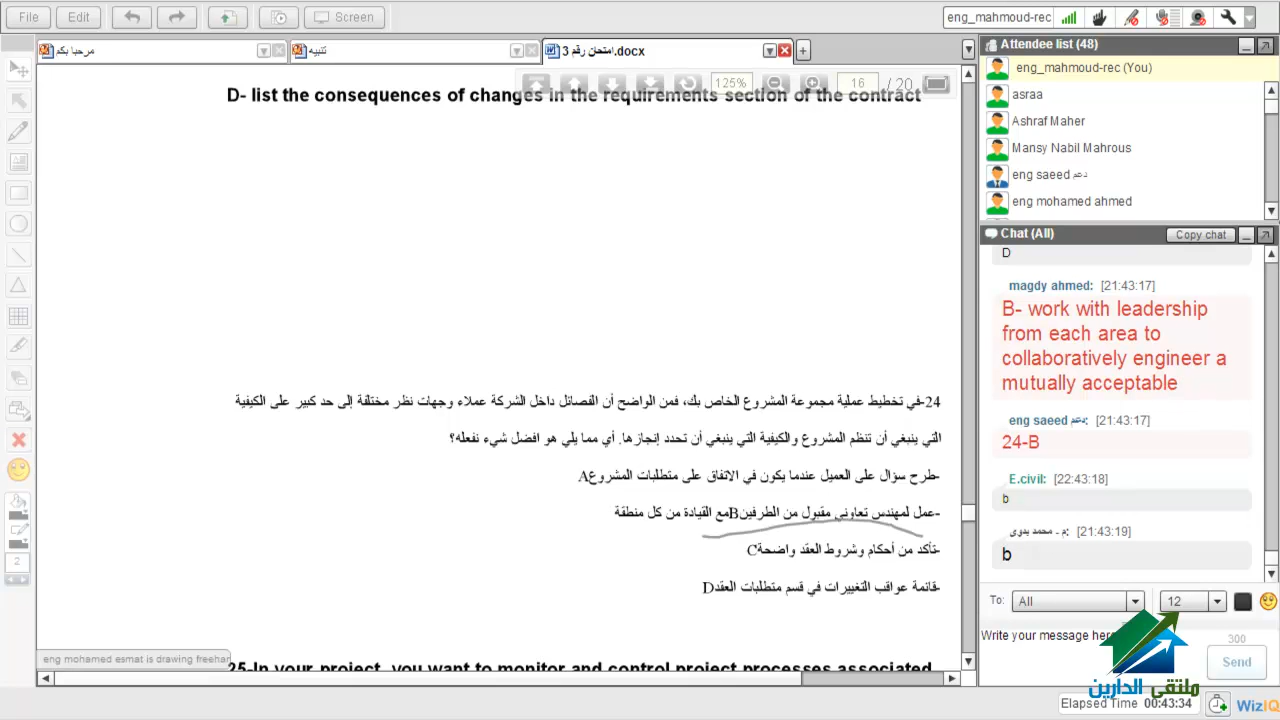 File
Edit
Screen
eng_mahmoud-rec
مرحبا بكم
تنبيه
امتحان رقم 3.docx
125%
16
/ 20
D- list the consequences of changes in the requirements section of the contract
24-في تخطيط عملية مجموعة المشروع الخاص بك، فمن الواضح أن الفصائل داخل الشركة عملاء وجهات نظر مختلفة إلى حد كبير على الكيفية
التي ينبغي أن تنظم المشروع والكيفية التي ينبغي أن تحدد إنجازها. أي مما يلي هو افضل شيء نفعله؟
-طرح سؤال على العميل عندما يكون في الاتفاق على متطلبات المشروعA
-عمل لمهندس تعاوني مقبول من الطرفينBمع القيادة من كل منطقة
-تأكد من أحكام وشروط العقد واضحةC
-قائمة عواقب التغييرات في قسم متطلبات العقدD
25-In your project, you want to monitor and control project processes associated
eng mohamed esmat is drawing freehan
2
Attendee list (48)
eng_mahmoud-rec (You)
asraa
Ashraf Maher
Mansy Nabil Mahrous
eng saeed دعم
eng mohamed ahmed
Chat (All)
Copy chat
D
magdy ahmed: [21:43:17]
B- work with leadership
from each area to
collaboratively engineer a
mutually acceptable
eng saeed دعم: [21:43:17]
24-B
E.civil: [22:43:18]
b
م - محمد بدوى: [21:43:19]
b
To:
All
12
Write your message here
300
Send
ملتقى الدارين
Elapsed Time 00:43:34
WizIQ